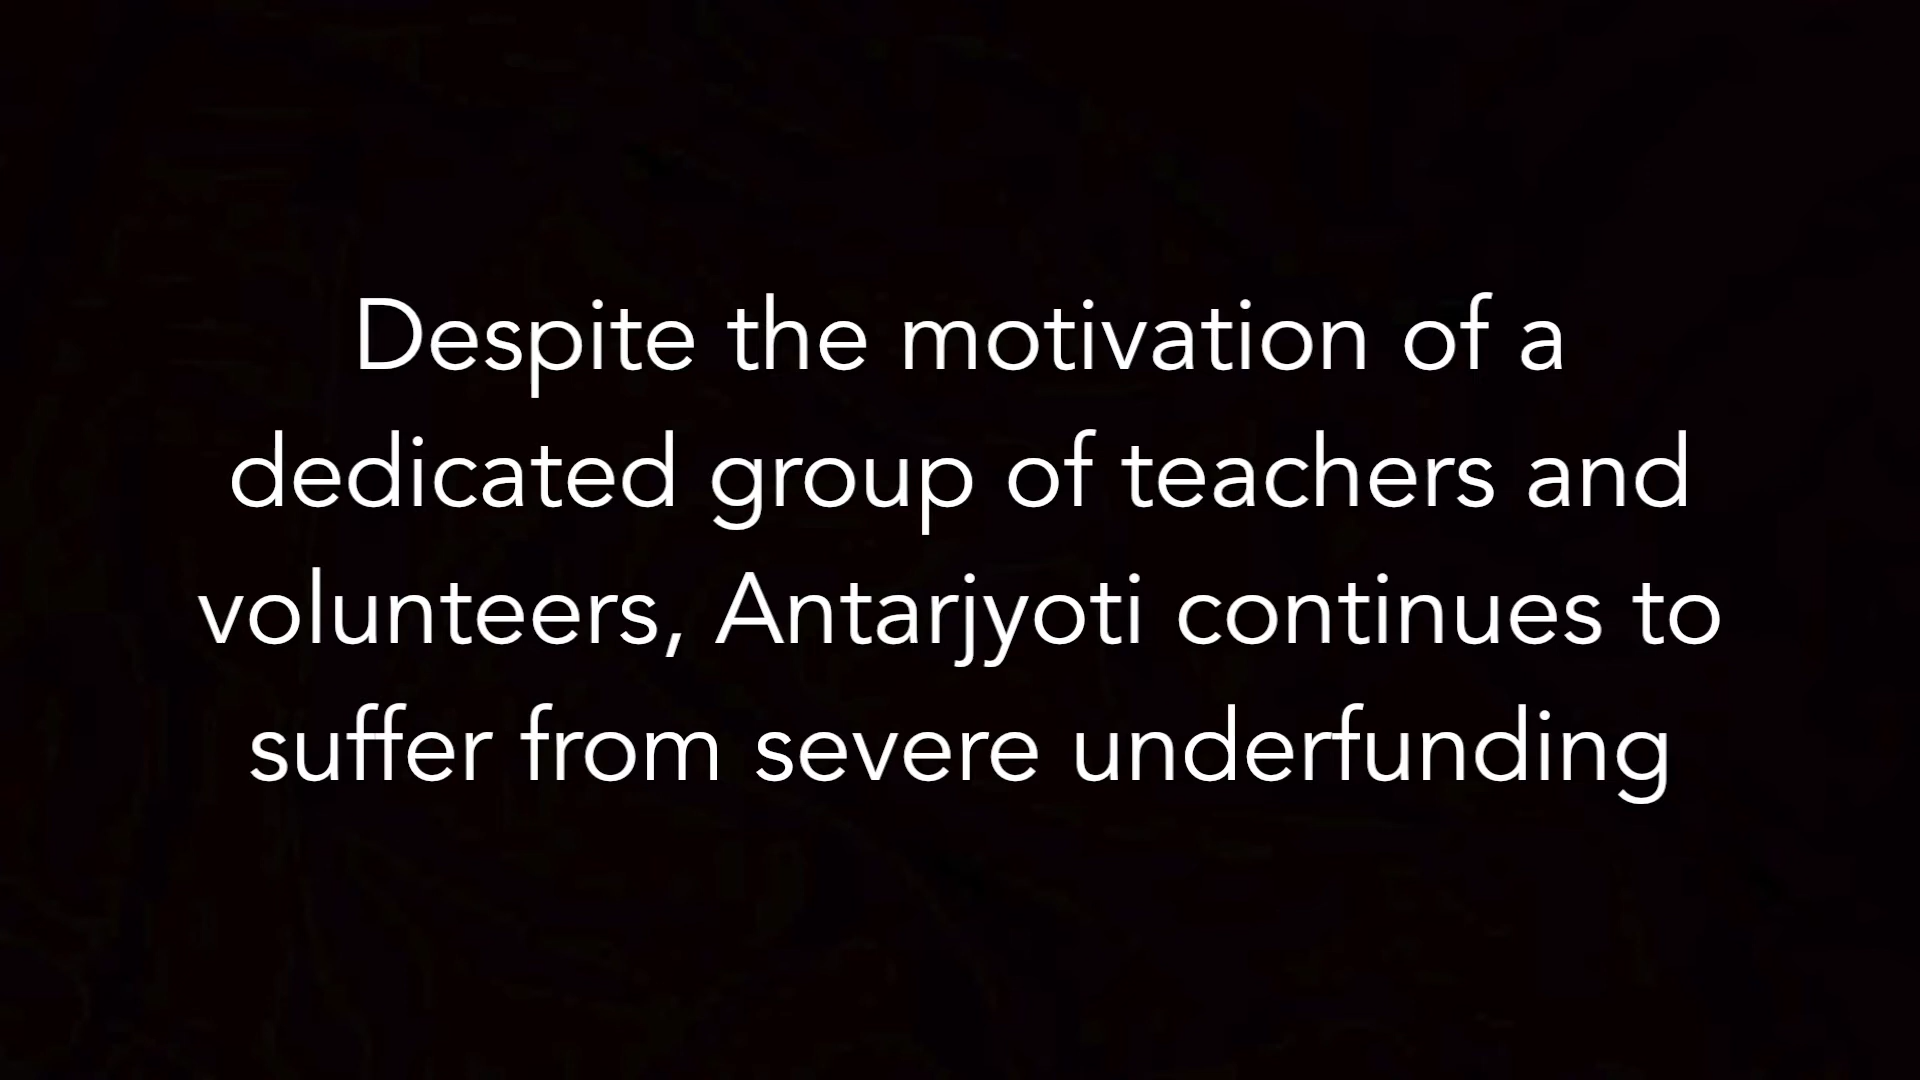 Despite the motivation of a
dedicated group of teachers and
volunteers, Antarjyoti continues to
suffer from severe underfunding